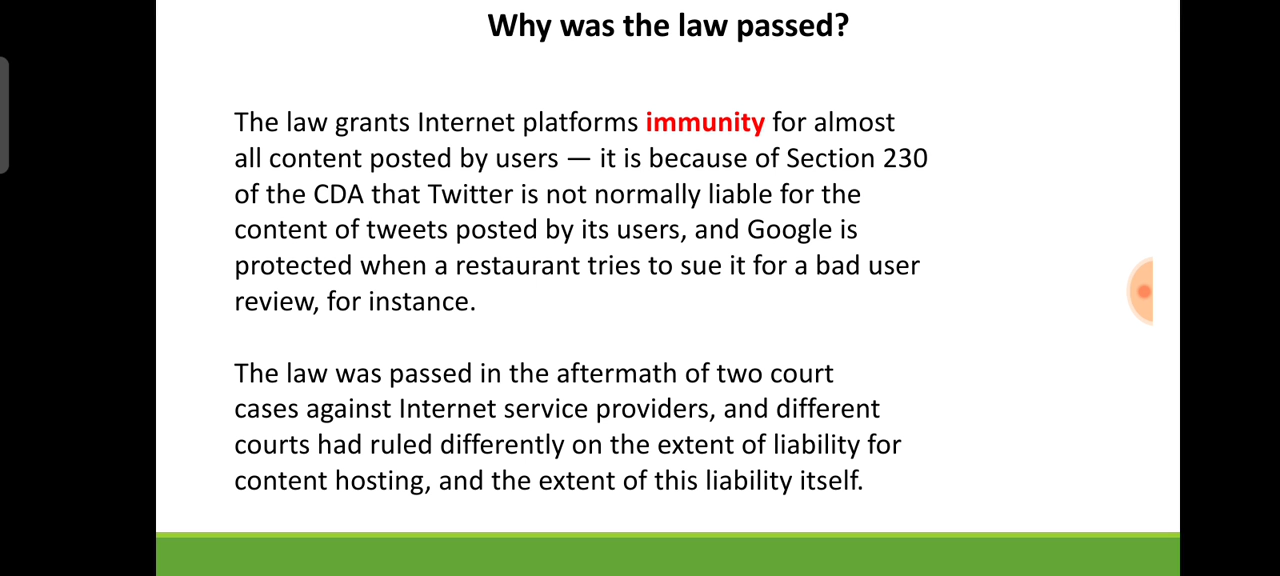 Why was the law passed?
The law grants Internet platforms immunity for almost
all content posted by users — it is because of Section 230
of the CDA that Twitter is not normally liable for the
content of tweets posted by its users, and Google is
protected when a restaurant tries to sue it for a bad user
review, for instance.
The law was passed in the aftermath of two court
cases against Internet service providers, and different
courts had ruled differently on the extent of liability for
content hosting, and the extent of this liability itself.